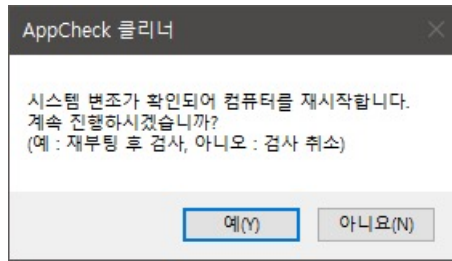 AppCheck 클리너
시스템 변조가 확인되어 컴퓨터를 재시작합니다.
계속 진행하시겠습니까?
(예 : 재부팅 후 검사, 아니오 : 검사 취소)
예(Y)
아니요(N)